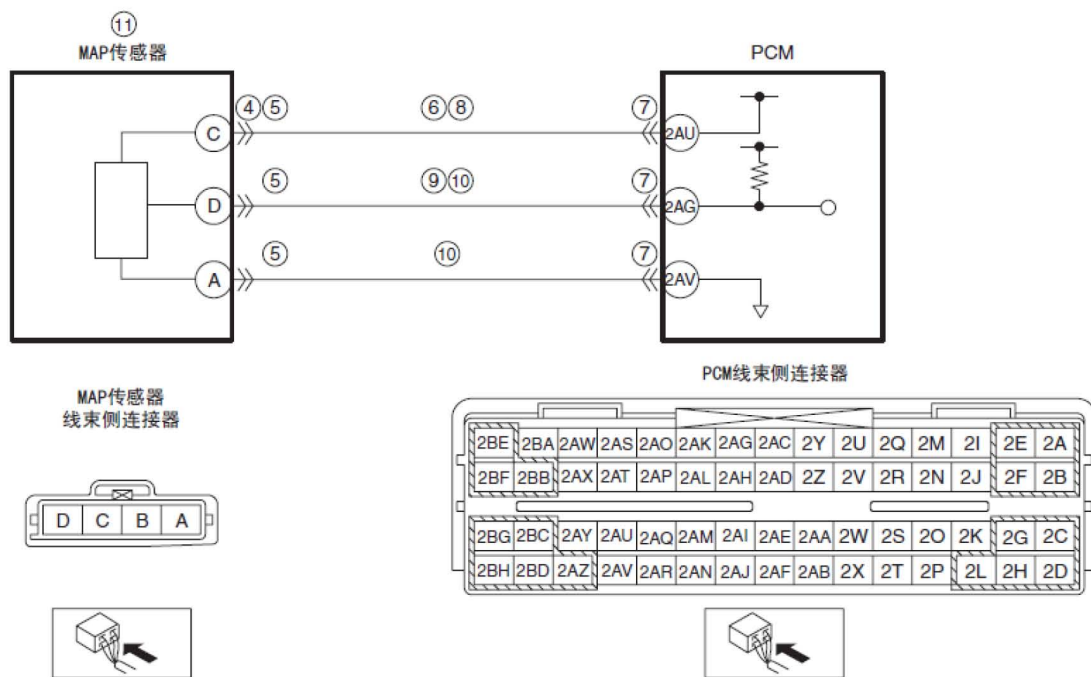 ⑪
MAP传感器
PCM
④⑤ ⑥⑧ ⑦
C 2AU
⑤ ⑨⑩ ⑦
D 2AG
⑤ ⑩ ⑦
A 2AV
MAP传感器
线束侧连接器
D C B A
PCM线束侧连接器
2BE 2BA 2AW 2AS 2AO 2AK 2AG 2AC 2Y 2U 2Q 2M 2I 2E 2A
2BF 2BB 2AX 2AT 2AP 2AL 2AH 2AD 2Z 2V 2R 2N 2J 2F 2B
2BG 2BC 2AY 2AU 2AQ 2AM 2AI 2AE 2AA 2W 2S 2O 2K 2G 2C
2BH 2BD 2AZ 2AV 2AR 2AN 2AJ 2AF 2AB 2X 2T 2P 2L 2H 2D